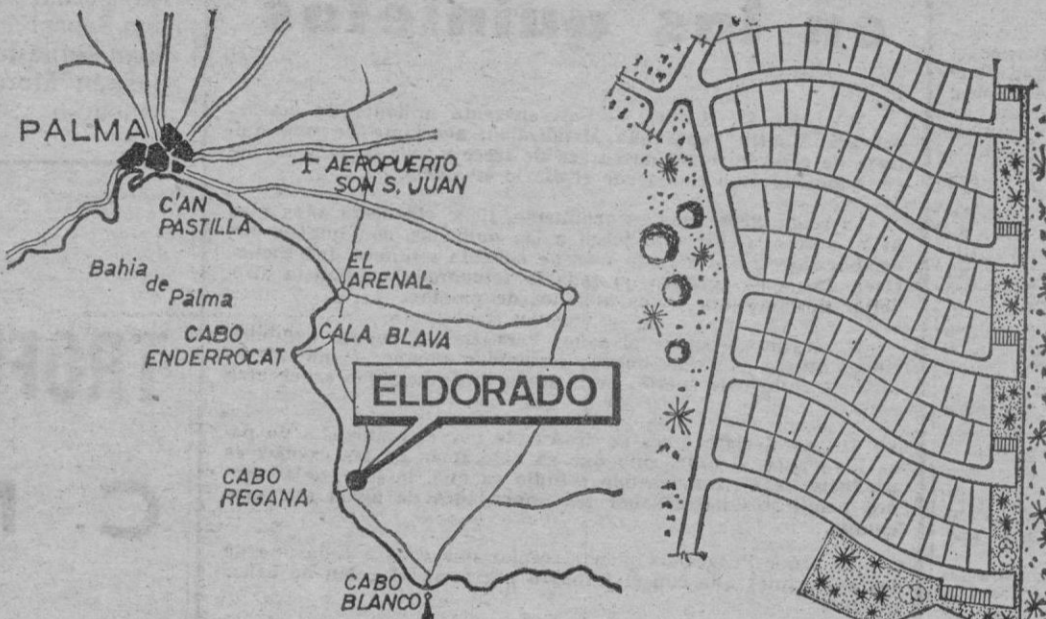 PALMA
AEROPUERTO
SON S. JUAN
C'AN
PASTILLA
EL
ARENAL
Bahia
de
Palma
CALA BLAVA
CABO
ENDERROCAT
ELDORADO
CABO
REGANA
CABO
BLANCO